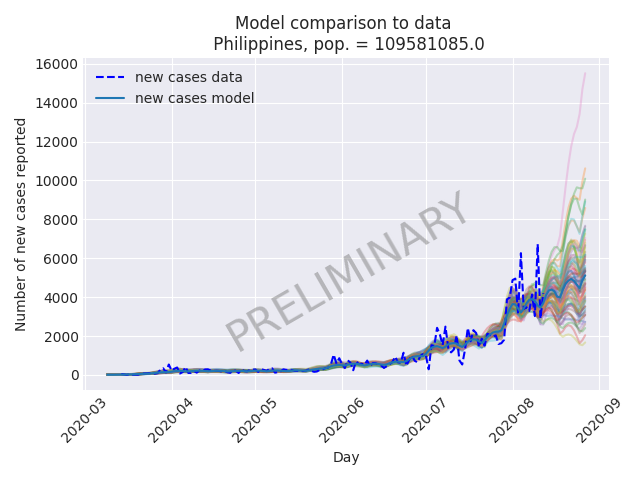 Model comparison to data
Philippines, pop. = 109581085.0
16000
14000
12000
10000
8000
6000
4000
2000
0
Number of new cases reported
new cases data
new cases model
PRELIMINARY
2020-03
2020-04
2020-05
2020-06
2020-07
2020-08
2020-09
Day